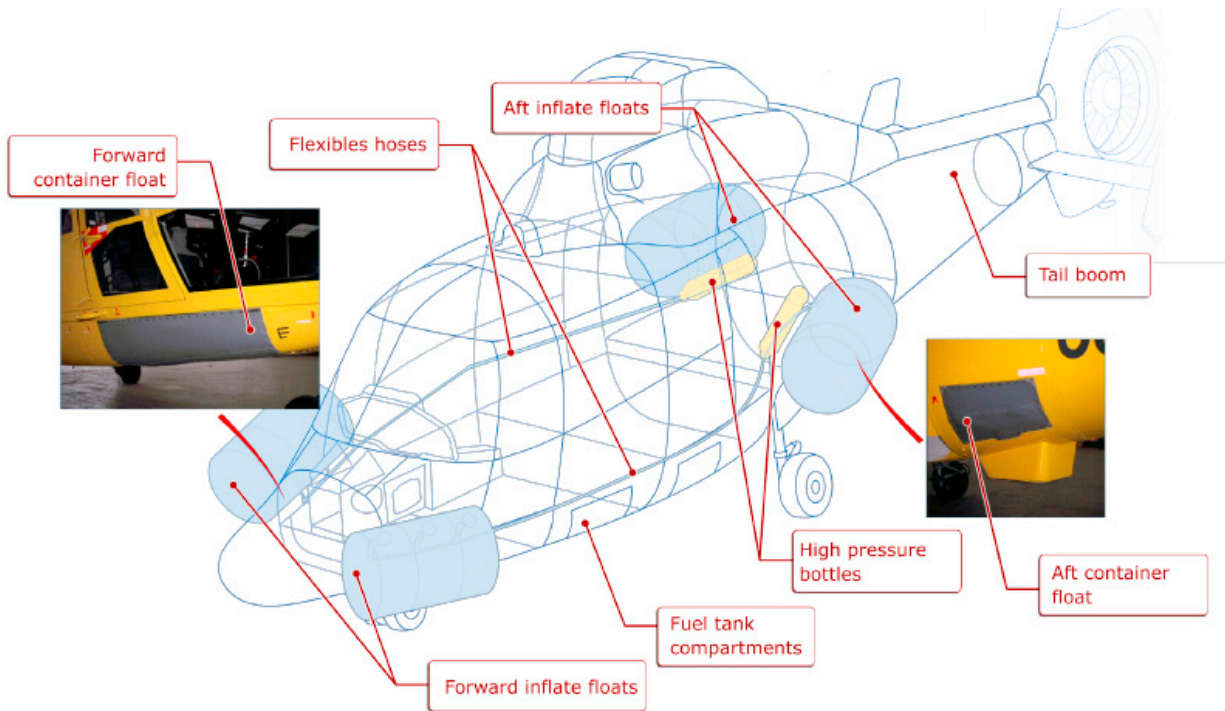 Aft inflate floats
Flexibles hoses
Forward
container float
E
Tail boom
High pressure
bottles
Aft container
float
Fuel tank
compartments
Forward inflate floats